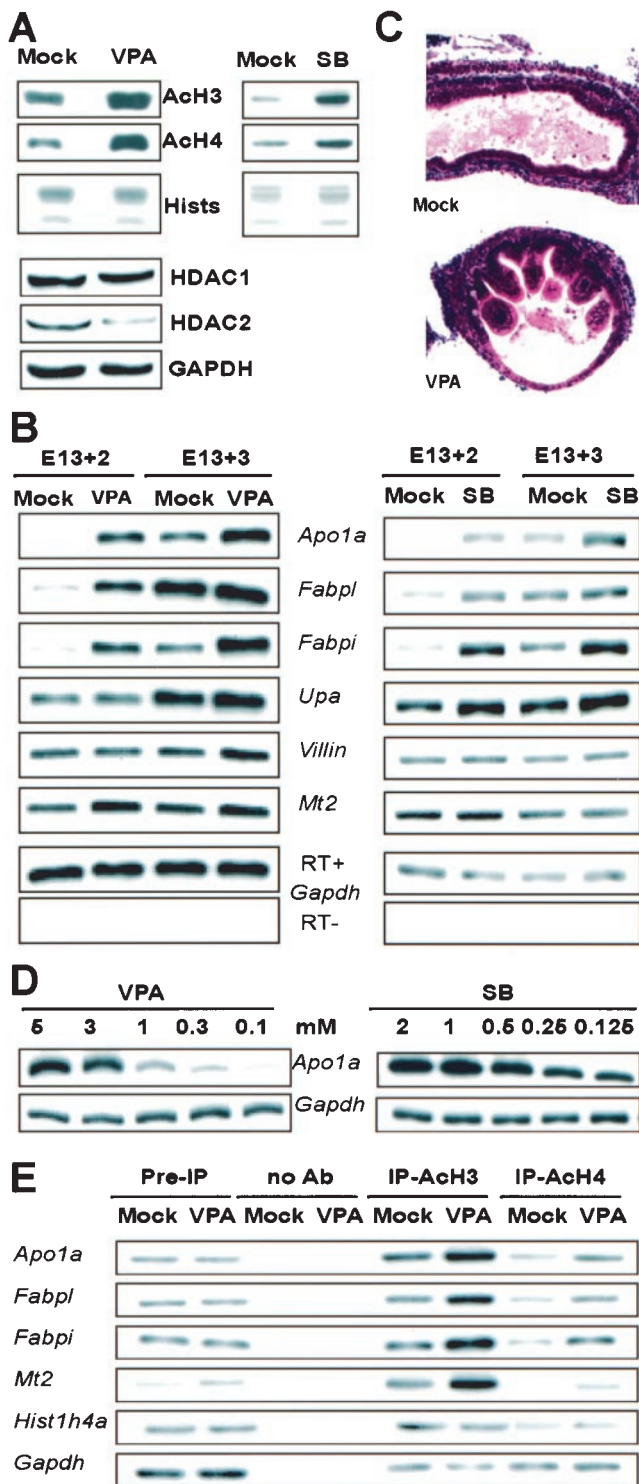 A
Mock VPA
Mock SB
AcH3
AcH4
Hists
HDAC1
HDAC2
GAPDH
C
Mock
VPA
B
E13+2 E13+3
Mock VPA Mock VPA
E13+2 E13+3
Mock SB Mock SB
Apo1a
Fabpl
Fabpi
Upa
Villin
Mt2
RT+
Gapdh
RT-
D
VPA SB
5 3 1 0.3 0.1 mM 2 1 0.5 0.25 0.125
Apo1a
Gapdh
E
Pre-IP no Ab IP-AcH3 IP-AcH4
Mock VPA Mock VPA Mock VPA Mock VPA
Apo1a
Fabpl
Fabpi
Mt2
Hist1h4a
Gapdh